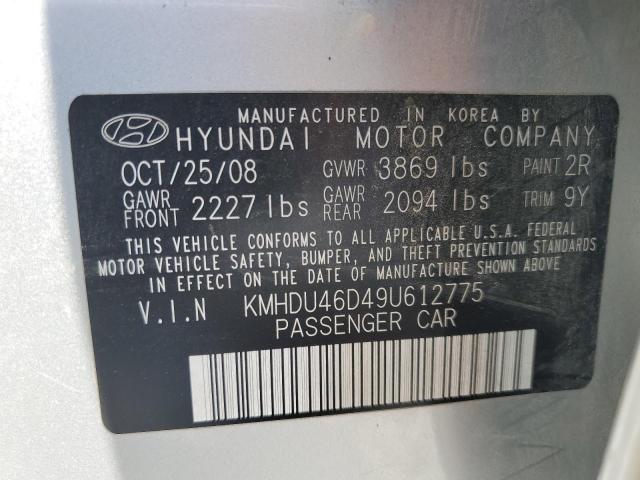 MANUFACTURED IN KOREA BY
HYUNDAI MOTOR COMPANY
OCT/25/08 GVWR 3869 lbs PAINT 2R
GAWR FRONT 2227 lbs GAWR REAR 2094 lbs TRIM 9Y
THIS VEHICLE CONFORMS TO ALL APPLICABLE U.S.A. FEDERAL
MOTOR VEHICLE SAFETY, BUMPER, AND THEFT PREVENTION STANDARDS
IN EFFECT ON THE DATE OF MANUFACTURE SHOWN ABOVE.
V.I.N KMHDU46D49U612775
PASSENGER CAR